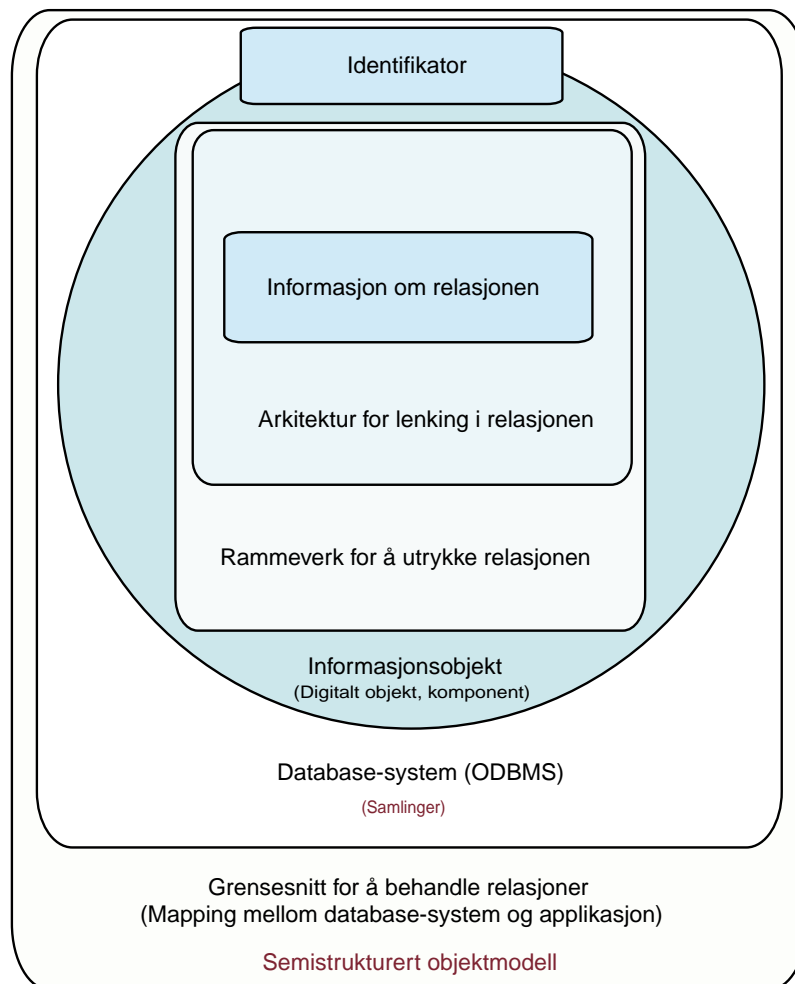 Identifikator
Informasjon om relasjonen
Arkitektur for lenking i relasjonen
Rammeverk for å utrykke relasjonen
Informasjonsobjekt
(Digitalt objekt, komponent)
Database-system (ODBMS)
(Samlinger)
Grensesnitt for å behandle relasjoner
(Mapping mellom database-system og applikasjon)
Semistrukturert objektmodell